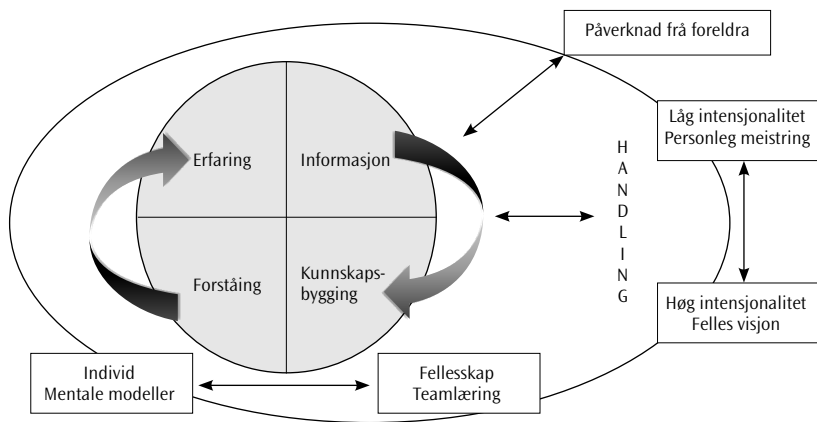 Påverknad frå foreldra
Låg intensjonalitet
Personleg meistring
Erfaring
Informasjon
HANDLING
Forståing
Kunnskaps-
bygging
Høg intensjonalitet
Felles visjon
Individ
Mentale modeller
Fellesskap
Teamlæring